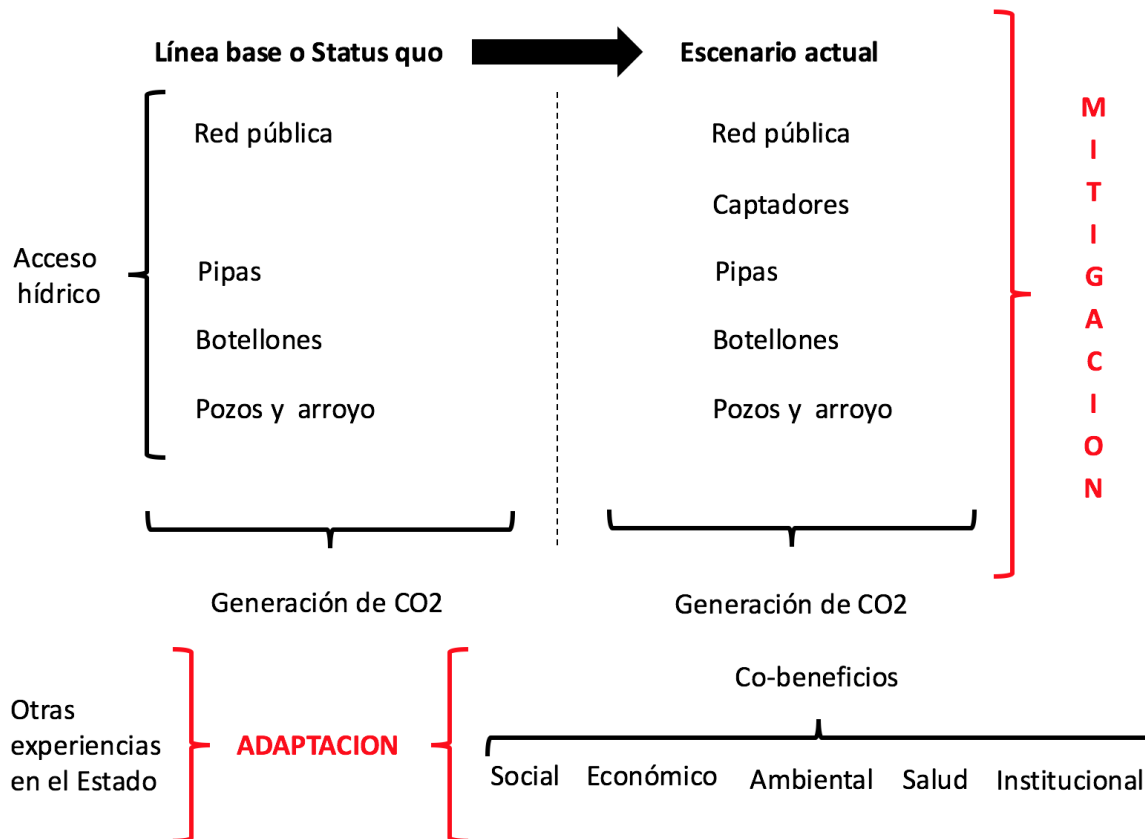 Línea base o Status quo
Escenario actual
Acceso
hídrico
Red pública
Pipas
Botellones
Pozos y arroyo
Red pública
Captadores
Pipas
Botellones
Pozos y arroyo
M
I
T
I
G
A
C
I
O
N
Generación de CO2
Generación de CO2
Otras
experiencias
en el Estado
ADAPTACION
Co-beneficios
Social
Económico
Ambiental
Salud
Institucional